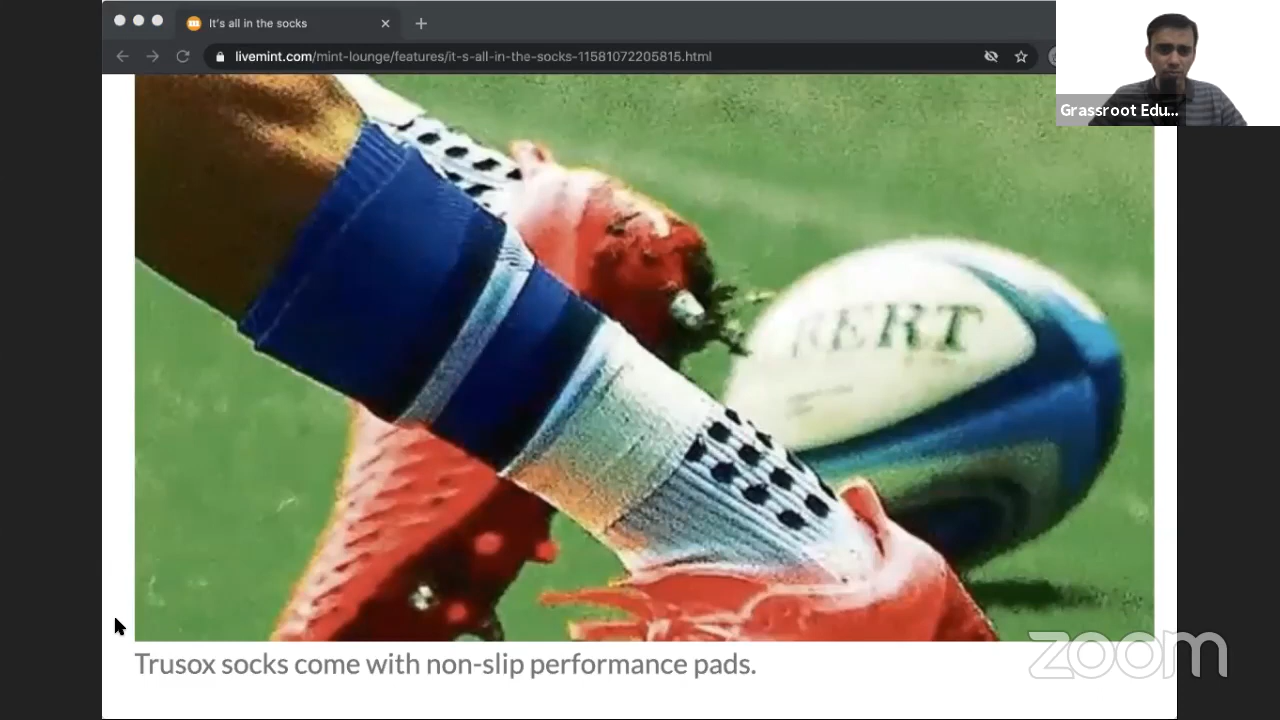 It's all in the socks
livemint.com/mint-lounge/features/it-s-all-in-the-socks-11581072205815.html
Grassroot Edu...
RERT
Trusox socks come with non-slip performance pads.
zoom